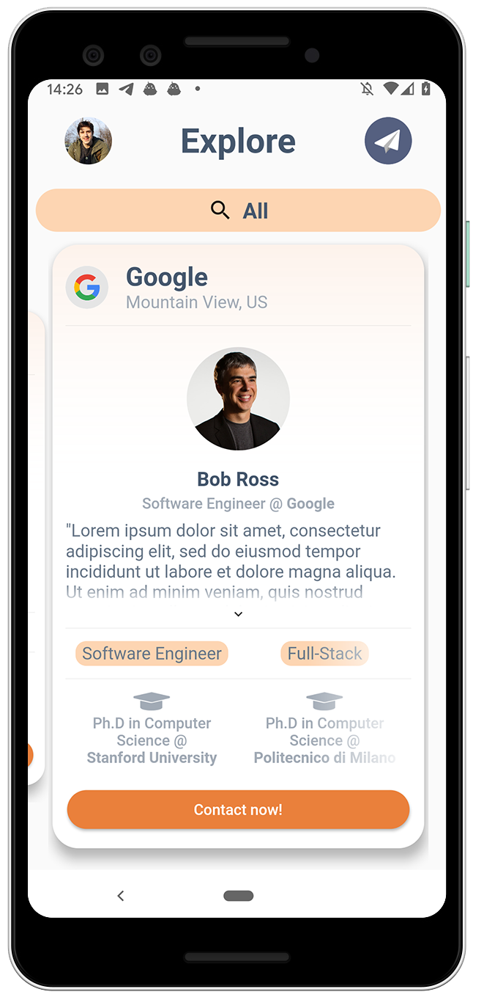 14:26
Explore
All
Google
Mountain View, US
Bob Ross
Software Engineer @ Google
"Lorem ipsum dolor sit amet, consectetur
adipiscing elit, sed do eiusmod tempor
incididunt ut labore et dolore magna aliqua.
Ut enim ad minim veniam, quis nostrud
Software Engineer Full-Stack
Ph.D in Computer Ph.D in Computer
Science @ Science @
Stanford University Politecnico di Milano
Contact now!